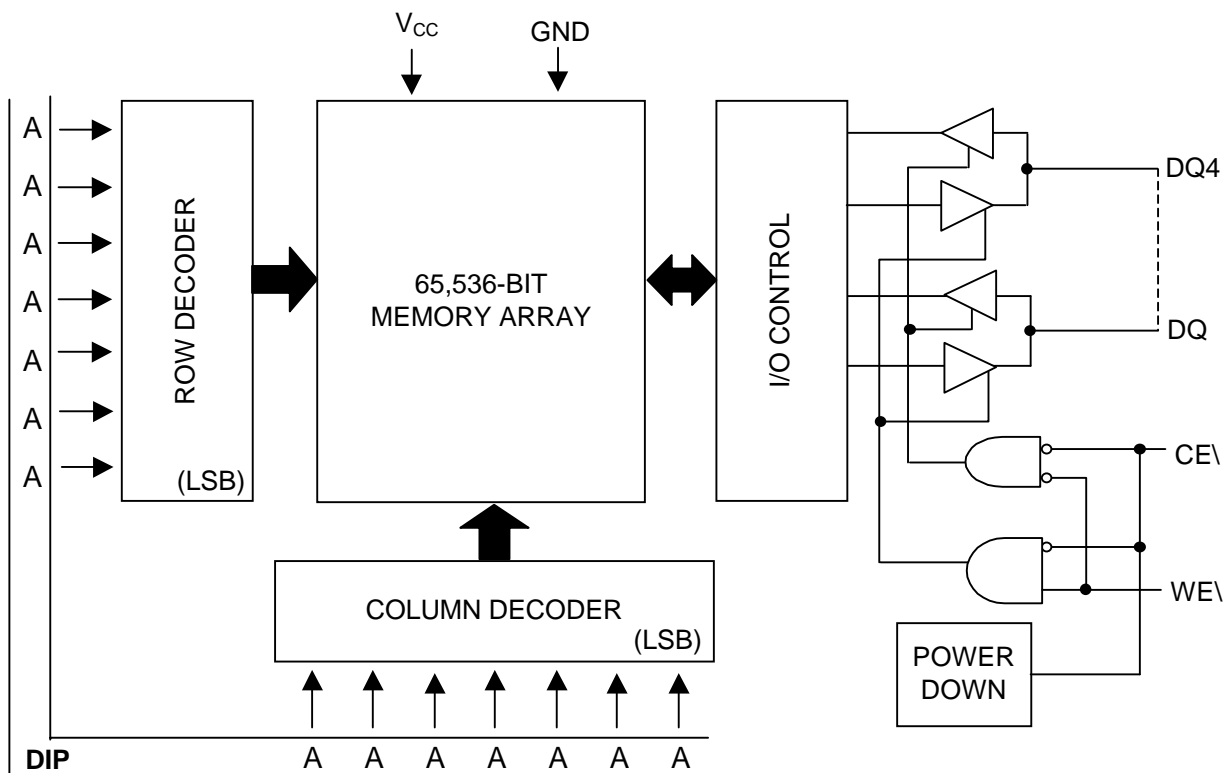 V_CC
GND
A
A
A
A
A
A
A
ROW DECODER
(LSB)
65,536-BIT
MEMORY ARRAY
I/O CONTROL
DQ4
DQ
CE\
WE\
COLUMN DECODER
(LSB)
POWER
DOWN
DIP
A A A A A A A